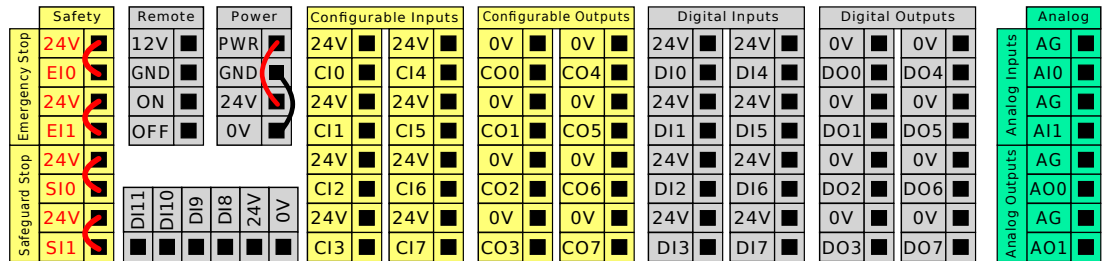 Safety
Emergency Stop
24V
EI0
24V
EI1
Safeguard Stop
24V
SI0
24V
SI1
Remote
12V
GND
ON
OFF
Power
PWR
GND
24V
0V
DI11
DI10
DI9
DI8
24V
0V
Configurable Inputs
24V 24V
CI0 CI4
24V 24V
CI1 CI5
24V 24V
CI2 CI6
24V 24V
CI3 CI7
Configurable Outputs
0V 0V
CO0 CO4
0V 0V
CO1 CO5
0V 0V
CO2 CO6
0V 0V
CO3 CO7
Digital Inputs
24V 24V
DI0 DI4
24V 24V
DI1 DI5
24V 24V
DI2 DI6
24V 24V
DI3 DI7
Digital Outputs
0V 0V
DO0 DO4
0V 0V
DO1 DO5
0V 0V
DO2 DO6
0V 0V
DO3 DO7
Analog
Analog Inputs
AG
AI0
AG
AI1
Analog Outputs
AG
AO0
AG
AO1